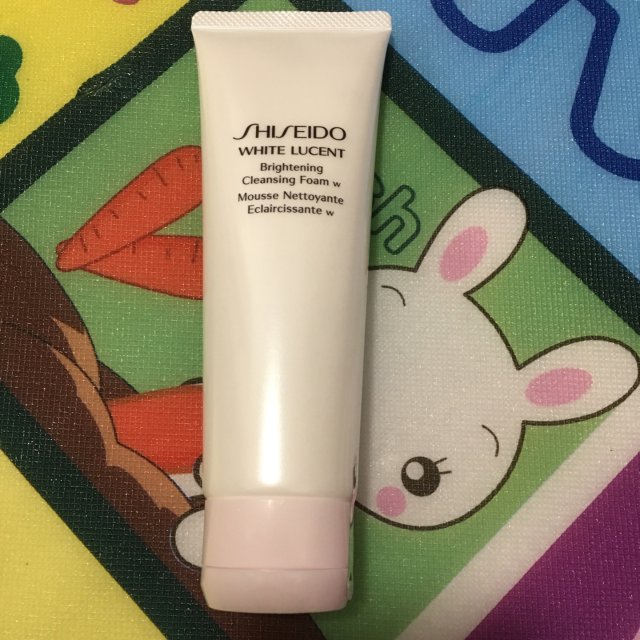 SHISEIDO
WHITE LUCENT
Brightening
Cleansing Foam w
Mousse Nettoyante
Eclaircissante w